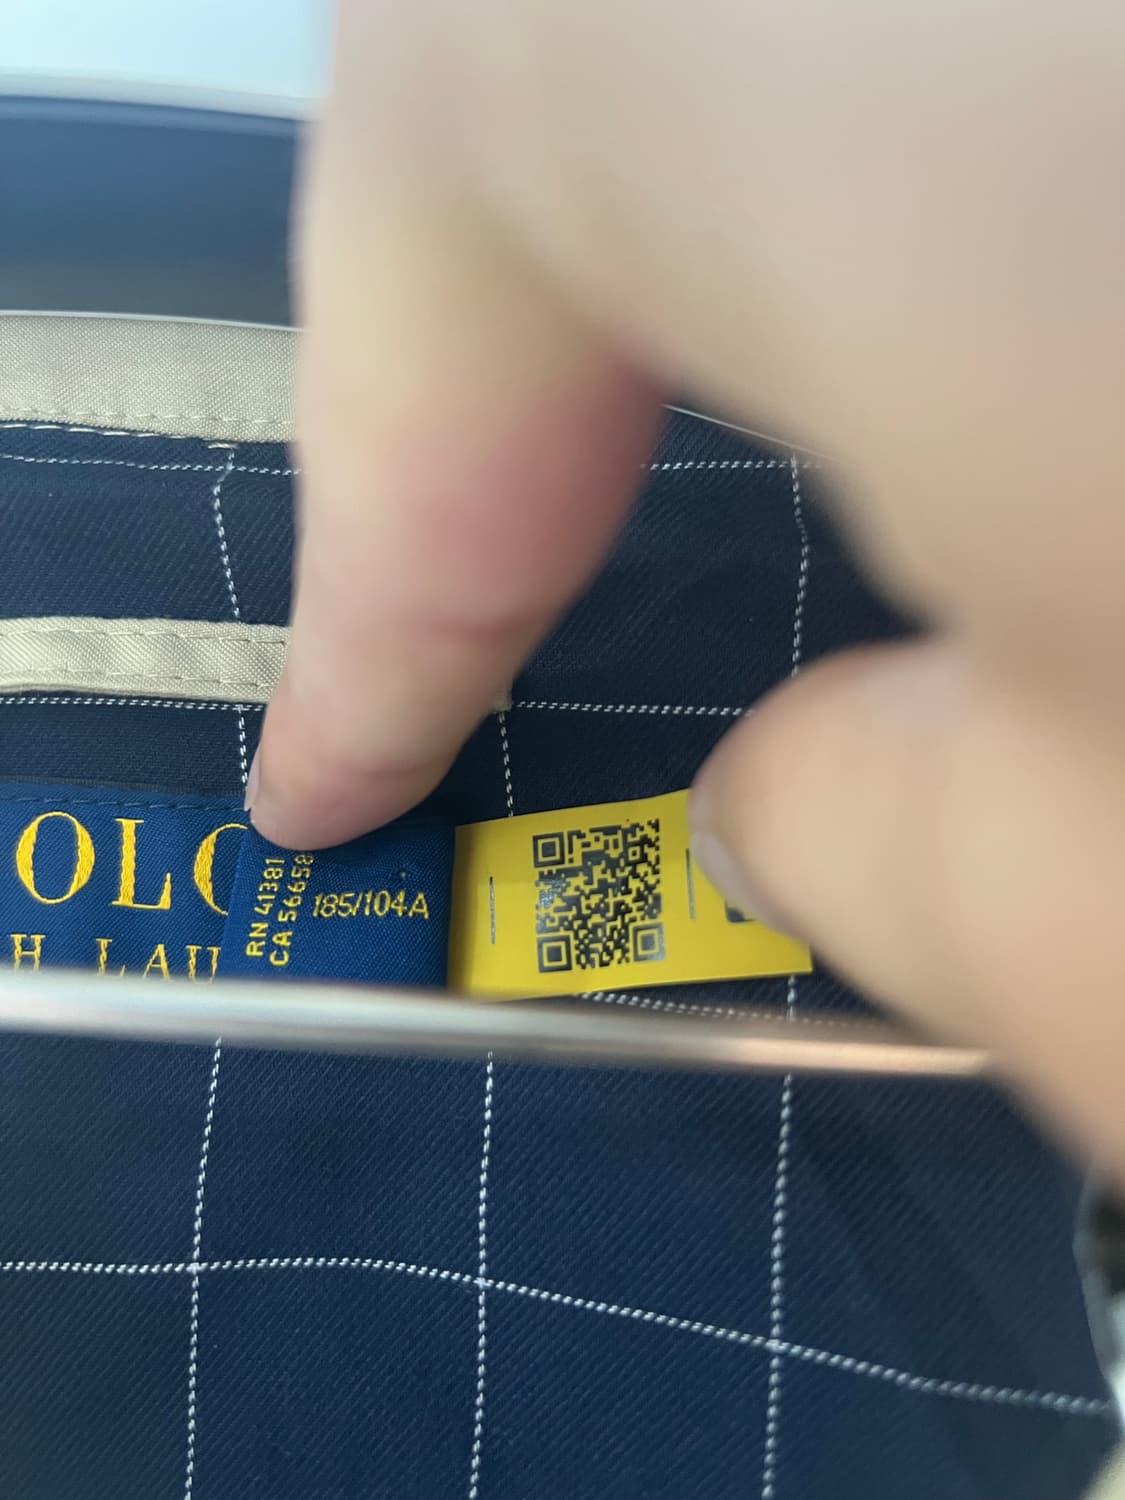 OLO
H LAU
RN 41381
CA 56658
185/104A